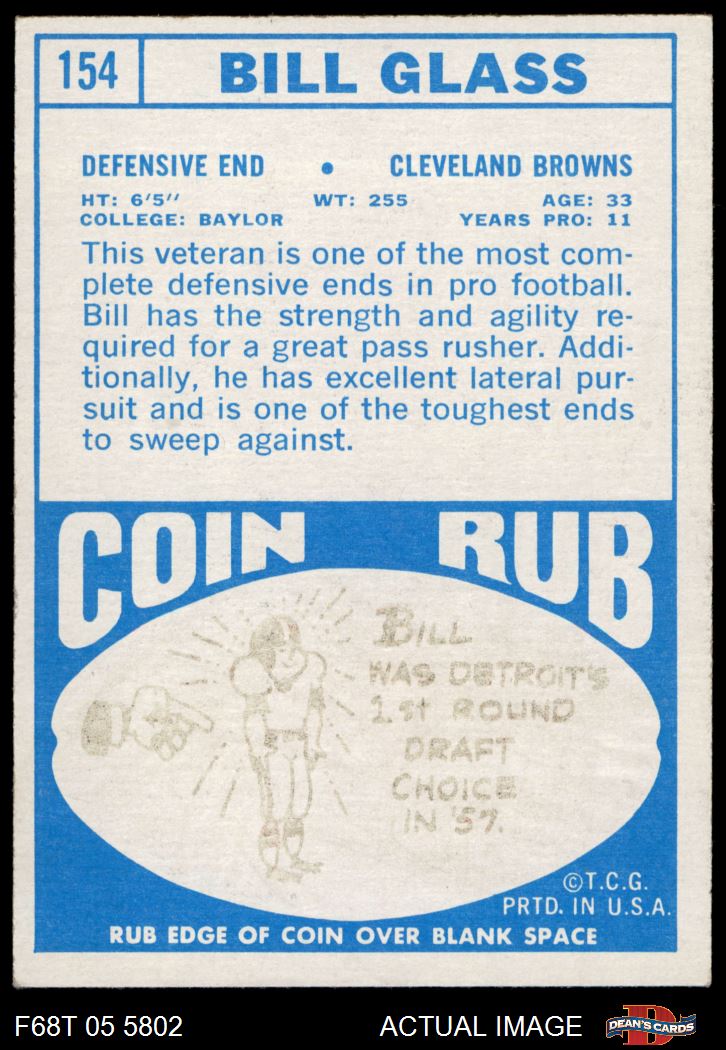 154 BILL GLASS
DEFENSIVE END • CLEVELAND BROWNS
HT: 6'5" WT: 255 AGE: 33
COLLEGE: BAYLOR YEARS PRO: 11
This veteran is one of the most com-
plete defensive ends in pro football.
Bill has the strength and agility re-
quired for a great pass rusher. Addi-
tionally, he has excellent lateral pur-
suit and is one of the toughest ends
to sweep against.
COIN RUB
BILL
WAS DETROIT'S
1st ROUND
DRAFT
CHOICE
IN '57.
©T.C.G.
PRTD. IN U.S.A.
RUB EDGE OF COIN OVER BLANK SPACE
F68T 05 5802 ACTUAL IMAGE DEAN'S CARDS